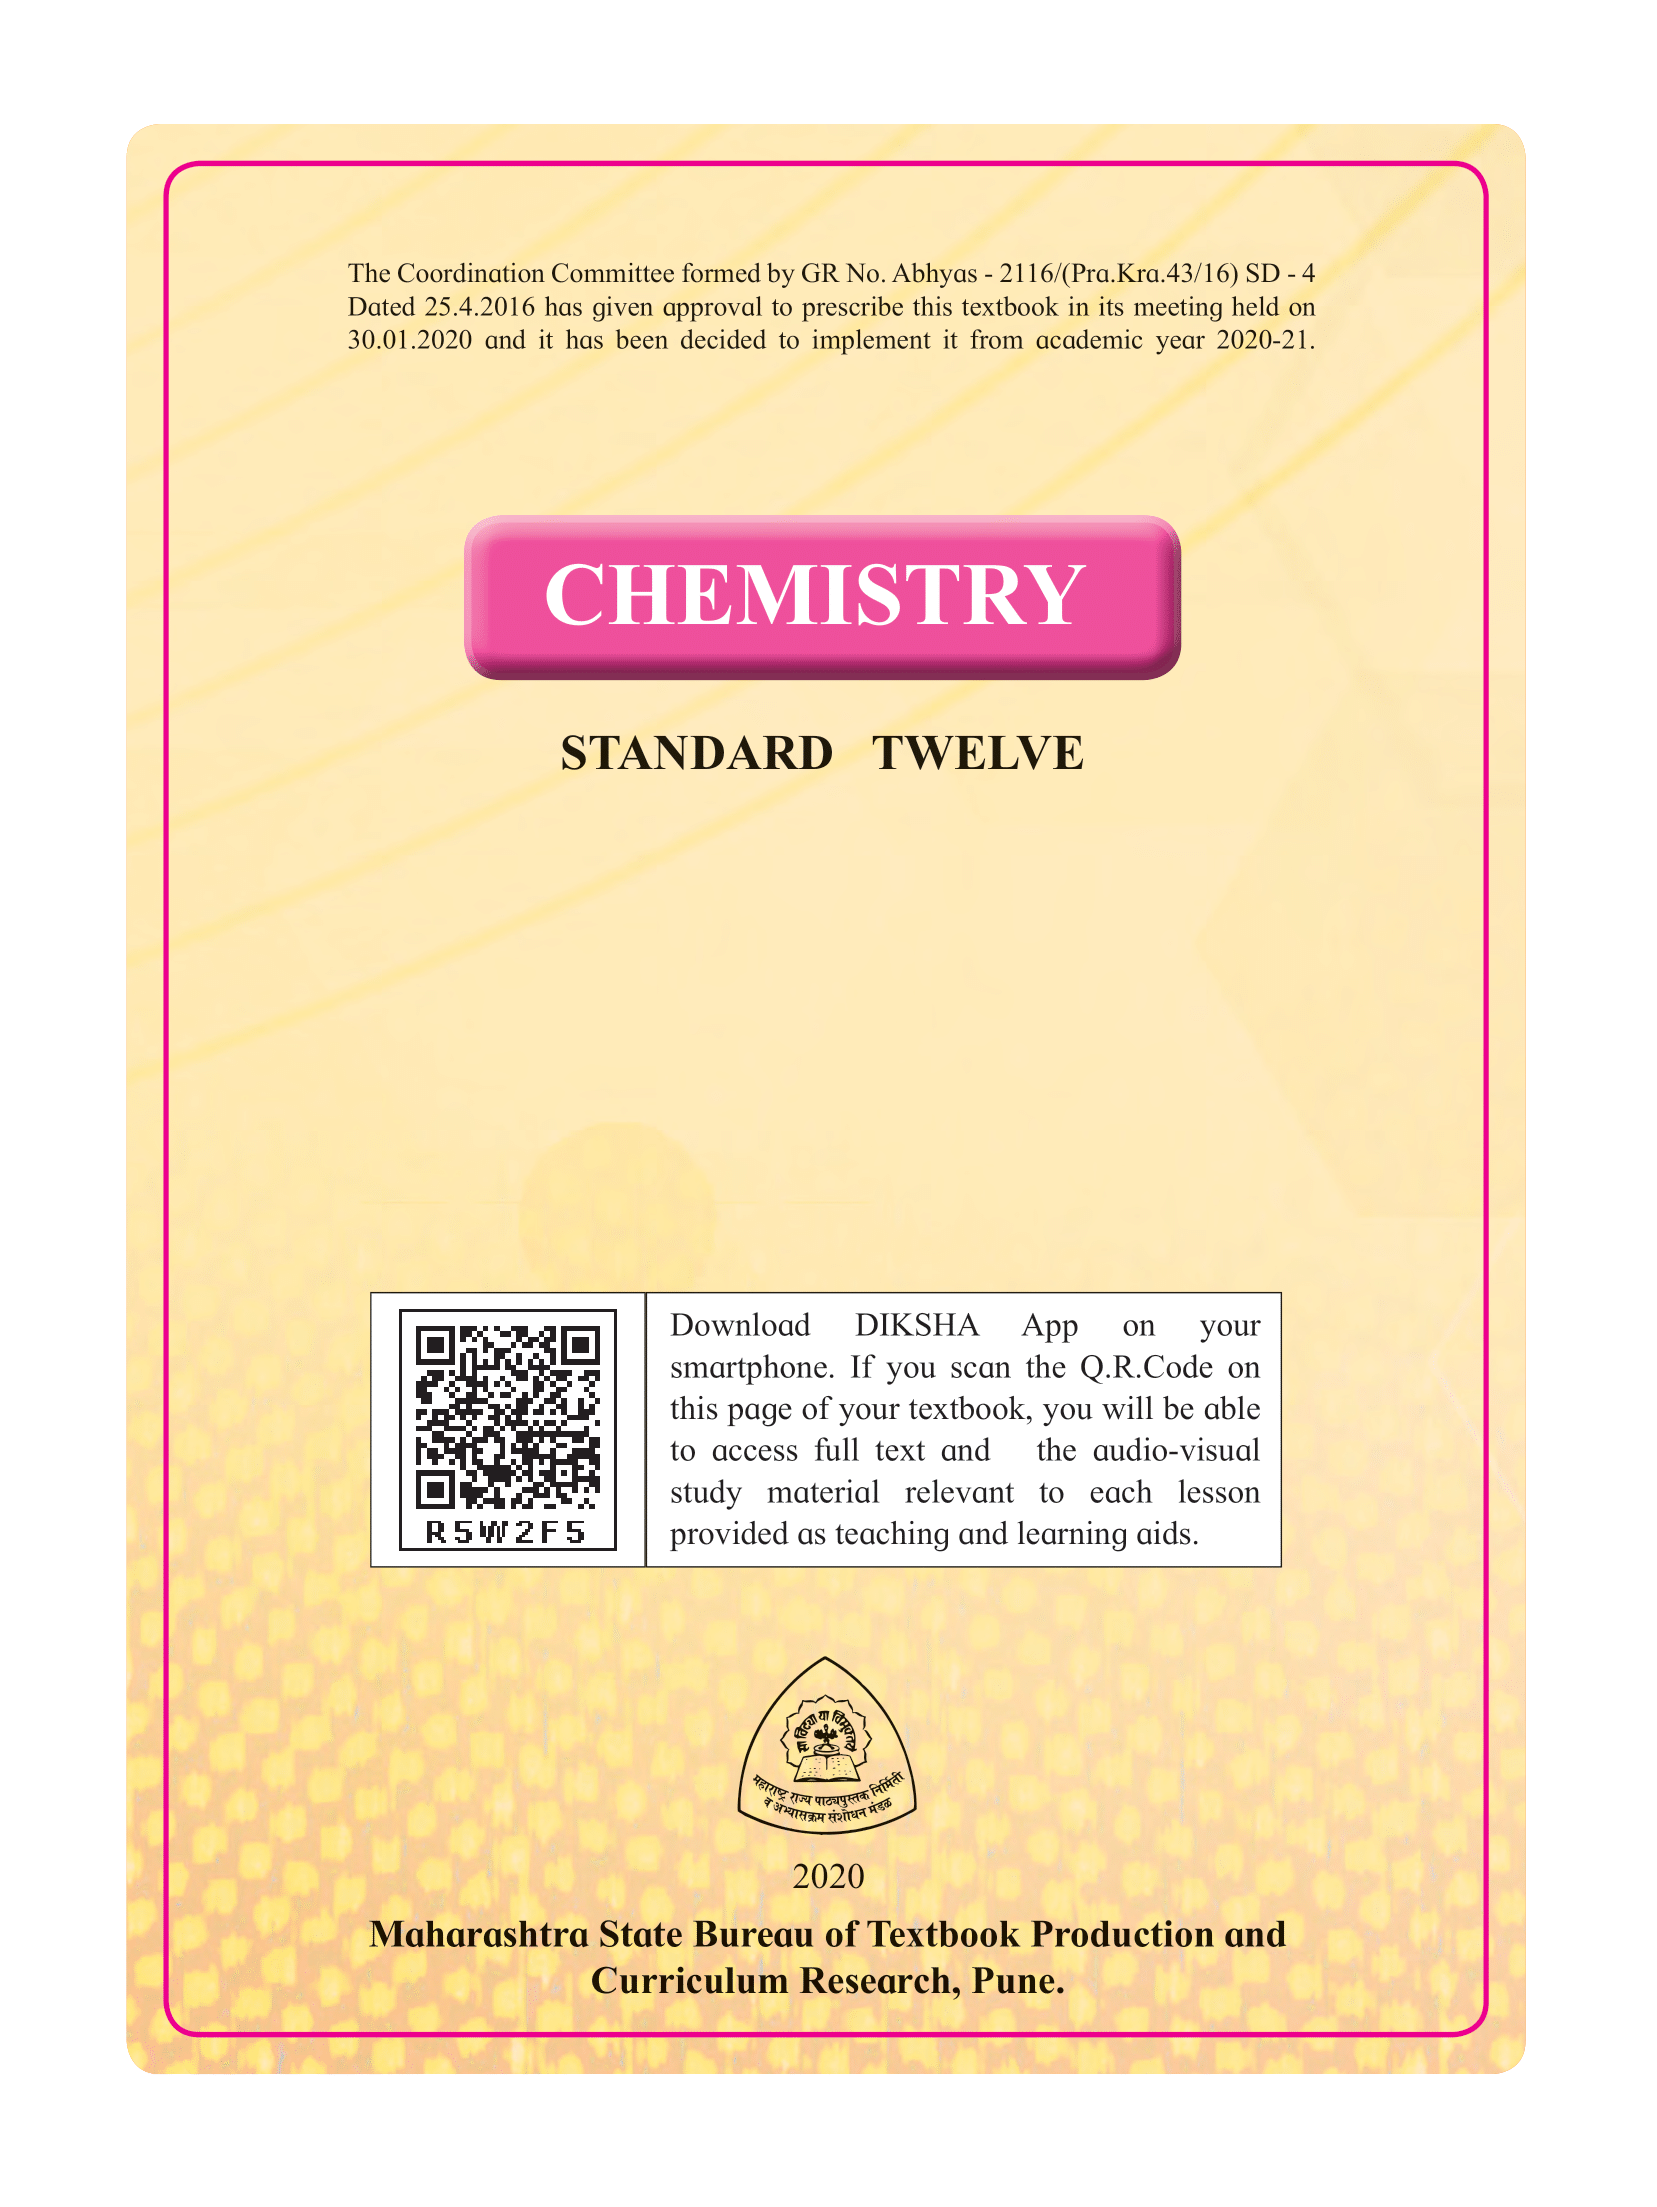 The Coordination Committee formed by GR No. Abhyas - 2116/(Pra.Kra.43/16) SD - 4
Dated 25.4.2016 has given approval to prescribe this textbook in its meeting held on
30.01.2020 and it has been decided to implement it from academic year 2020-21.
CHEMISTRY
STANDARD TWELVE
Download DIKSHA App on your
smartphone. If you scan the Q.R.Code on
this page of your textbook, you will be able
to access full text and the audio-visual
study material relevant to each lesson
provided as teaching and learning aids.
R5W2F5
सा विद्या या विमुक्तये
महाराष्ट्र राज्य पाठ्यपुस्तक निर्मिती
व अभ्यासक्रम संशोधन मंडळ
2020
Maharashtra State Bureau of Textbook Production and
Curriculum Research, Pune.